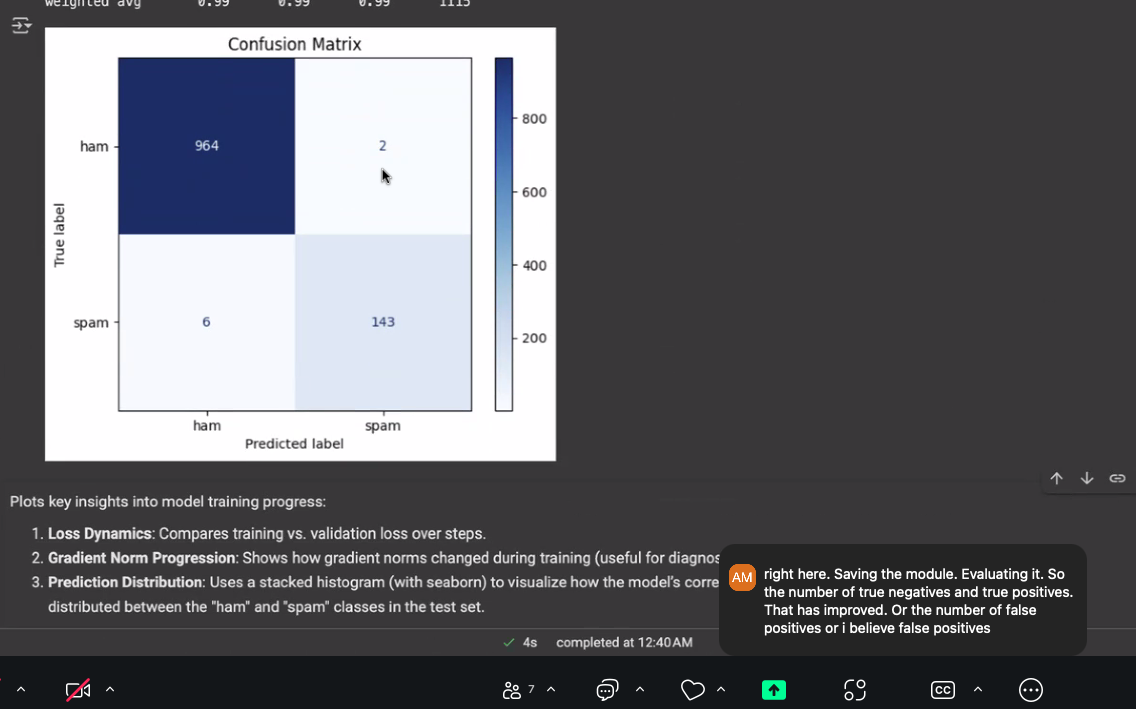 weighted avg 0.99 0.99 0.99 1115
Confusion Matrix
ham
964
2
True label
spam
6
143
ham
spam
Predicted label
800
600
400
200
Plots key insights into model training progress:
1. Loss Dynamics: Compares training vs. validation loss over steps.
2. Gradient Norm Progression: Shows how gradient norms changed during training (useful for diagnos
3. Prediction Distribution: Uses a stacked histogram (with seaborn) to visualize how the model's corre
distributed between the "ham" and "spam" classes in the test set.
AM
right here. Saving the module. Evaluating it. So
the number of true negatives and true positives.
That has improved. Or the number of false
positives or i believe false positives
4s completed at 12:40 AM
7
CC